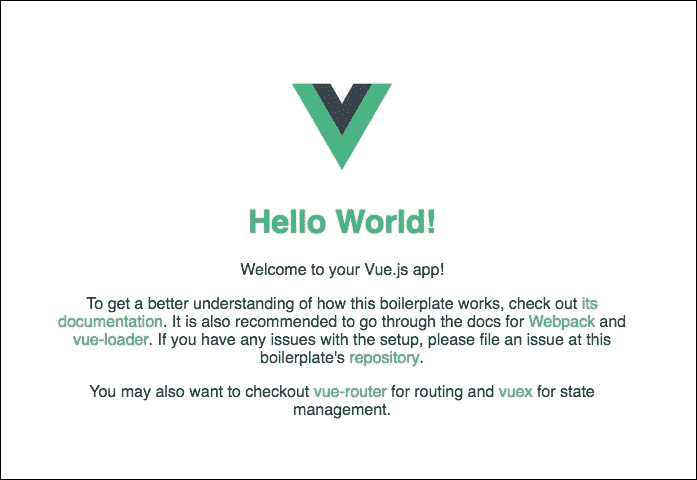 Hello World!
Welcome to your Vue.js app!
To get a better understanding of how this boilerplate works, check out its
documentation. It is also recommended to go through the docs for Webpack and
vue-loader. If you have any issues with the setup, please file an issue at this
boilerplate's repository.
You may also want to checkout vue-router for routing and vuex for state
management.